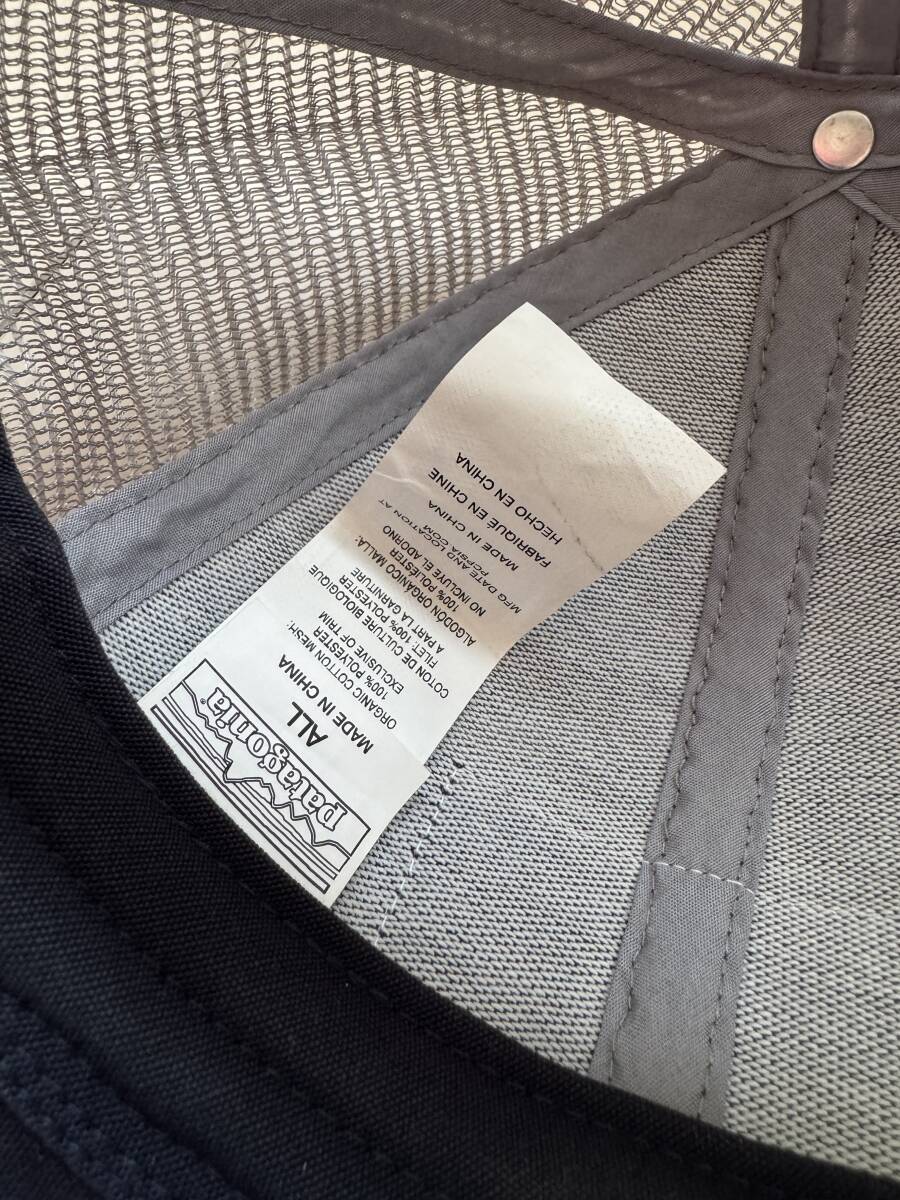 patagonia®
ALL
MADE IN CHINA
ORGANIC COTTON MESH:
100% POLYESTER
EXCLUSIVE OF TRIM
COTON DE CULTURE BIOLOGIQUE
FILET: 100% POLYESTER
A PART LA GARNITURE
ALGODÓN ORGÁNICO MALLA:
100% POLIÉSTER
NO INCLUYE EL ADORNO
MFG DATE AND LOCATION AT
PCPSIA.COM
MADE IN CHINA
FABRIQUÉ EN CHINE
HECHO EN CHINA